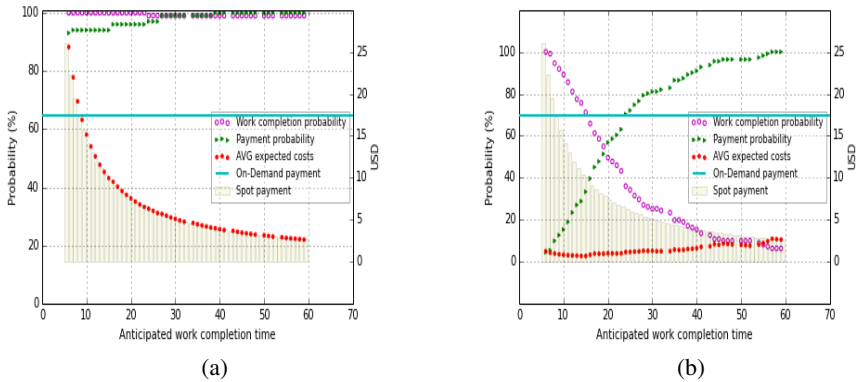 100
80
60
40
20
0
Probability (%)
25
20
15
10
5
0
USD
Work completion probability
Payment probability
AVG expected costs
On-Demand payment
Spot payment
0 10 20 30 40 50 60 70
Anticipated work completion time
(a)
100
80
60
40
20
0
Probability (%)
25
20
15
10
5
0
USD
Work completion probability
Payment probability
AVG expected costs
On-Demand payment
Spot payment
0 10 20 30 40 50 60 70
Anticipated work completion time
(b)